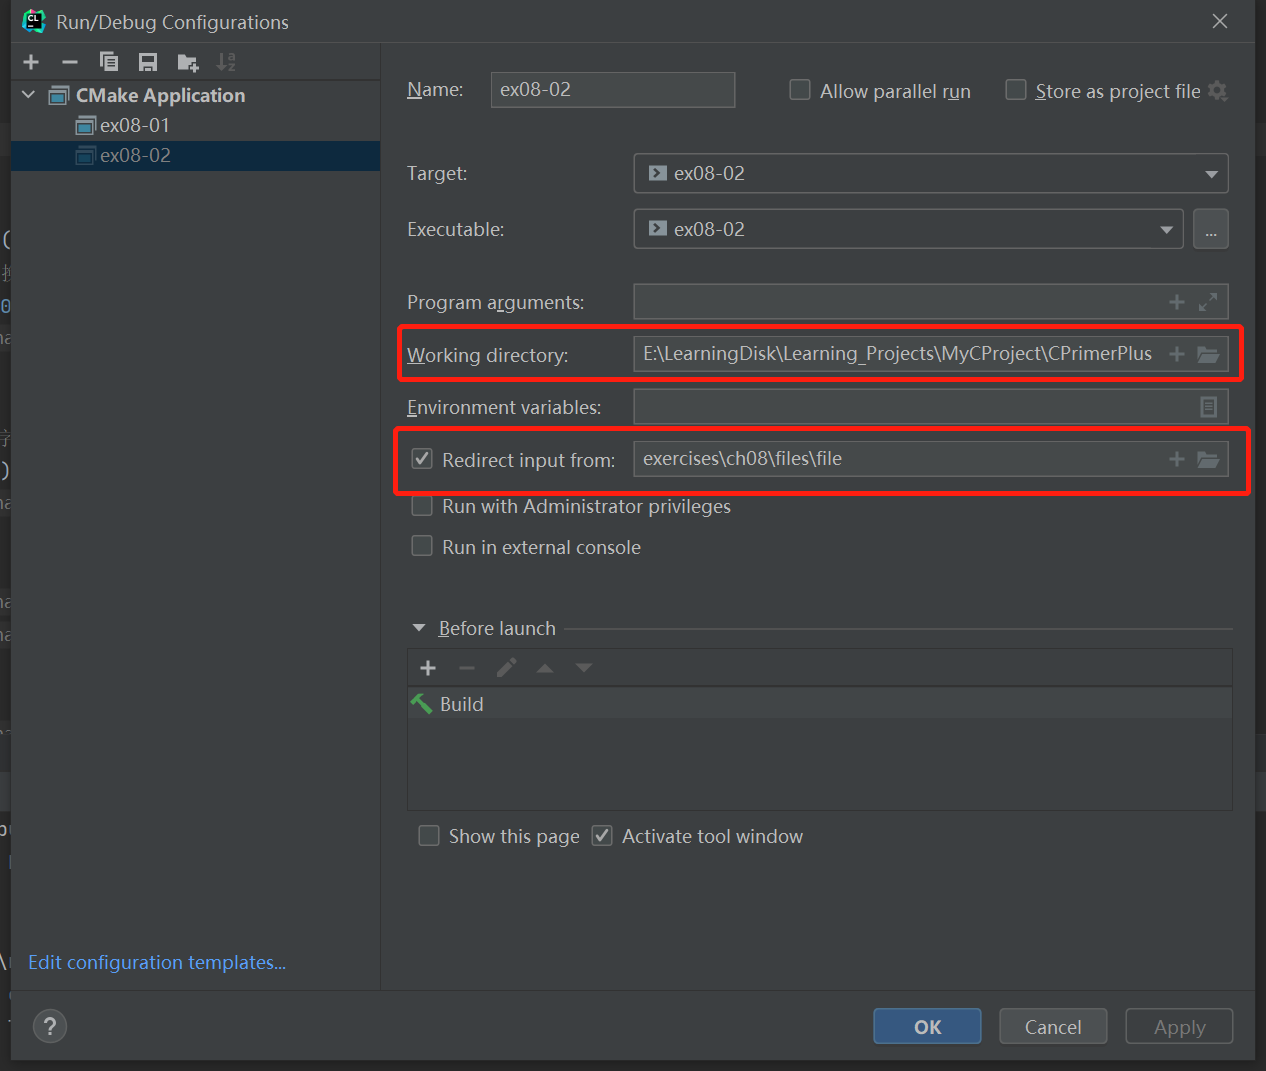 Run/Debug Configurations
CMake Application
ex08-01
ex08-02
Name: ex08-02 Allow parallel run Store as project file
Target: ex08-02
Executable: ex08-02 ...
Program arguments:
Working directory: E:\LearningDisk\Learning_Projects\MyCProject\CPrimerPlus
Environment variables:
Redirect input from: exercises\ch08\files\file
Run with Administrator privileges
Run in external console
Before launch
Build
Show this page Activate tool window
Edit configuration templates...
? OK Cancel Apply